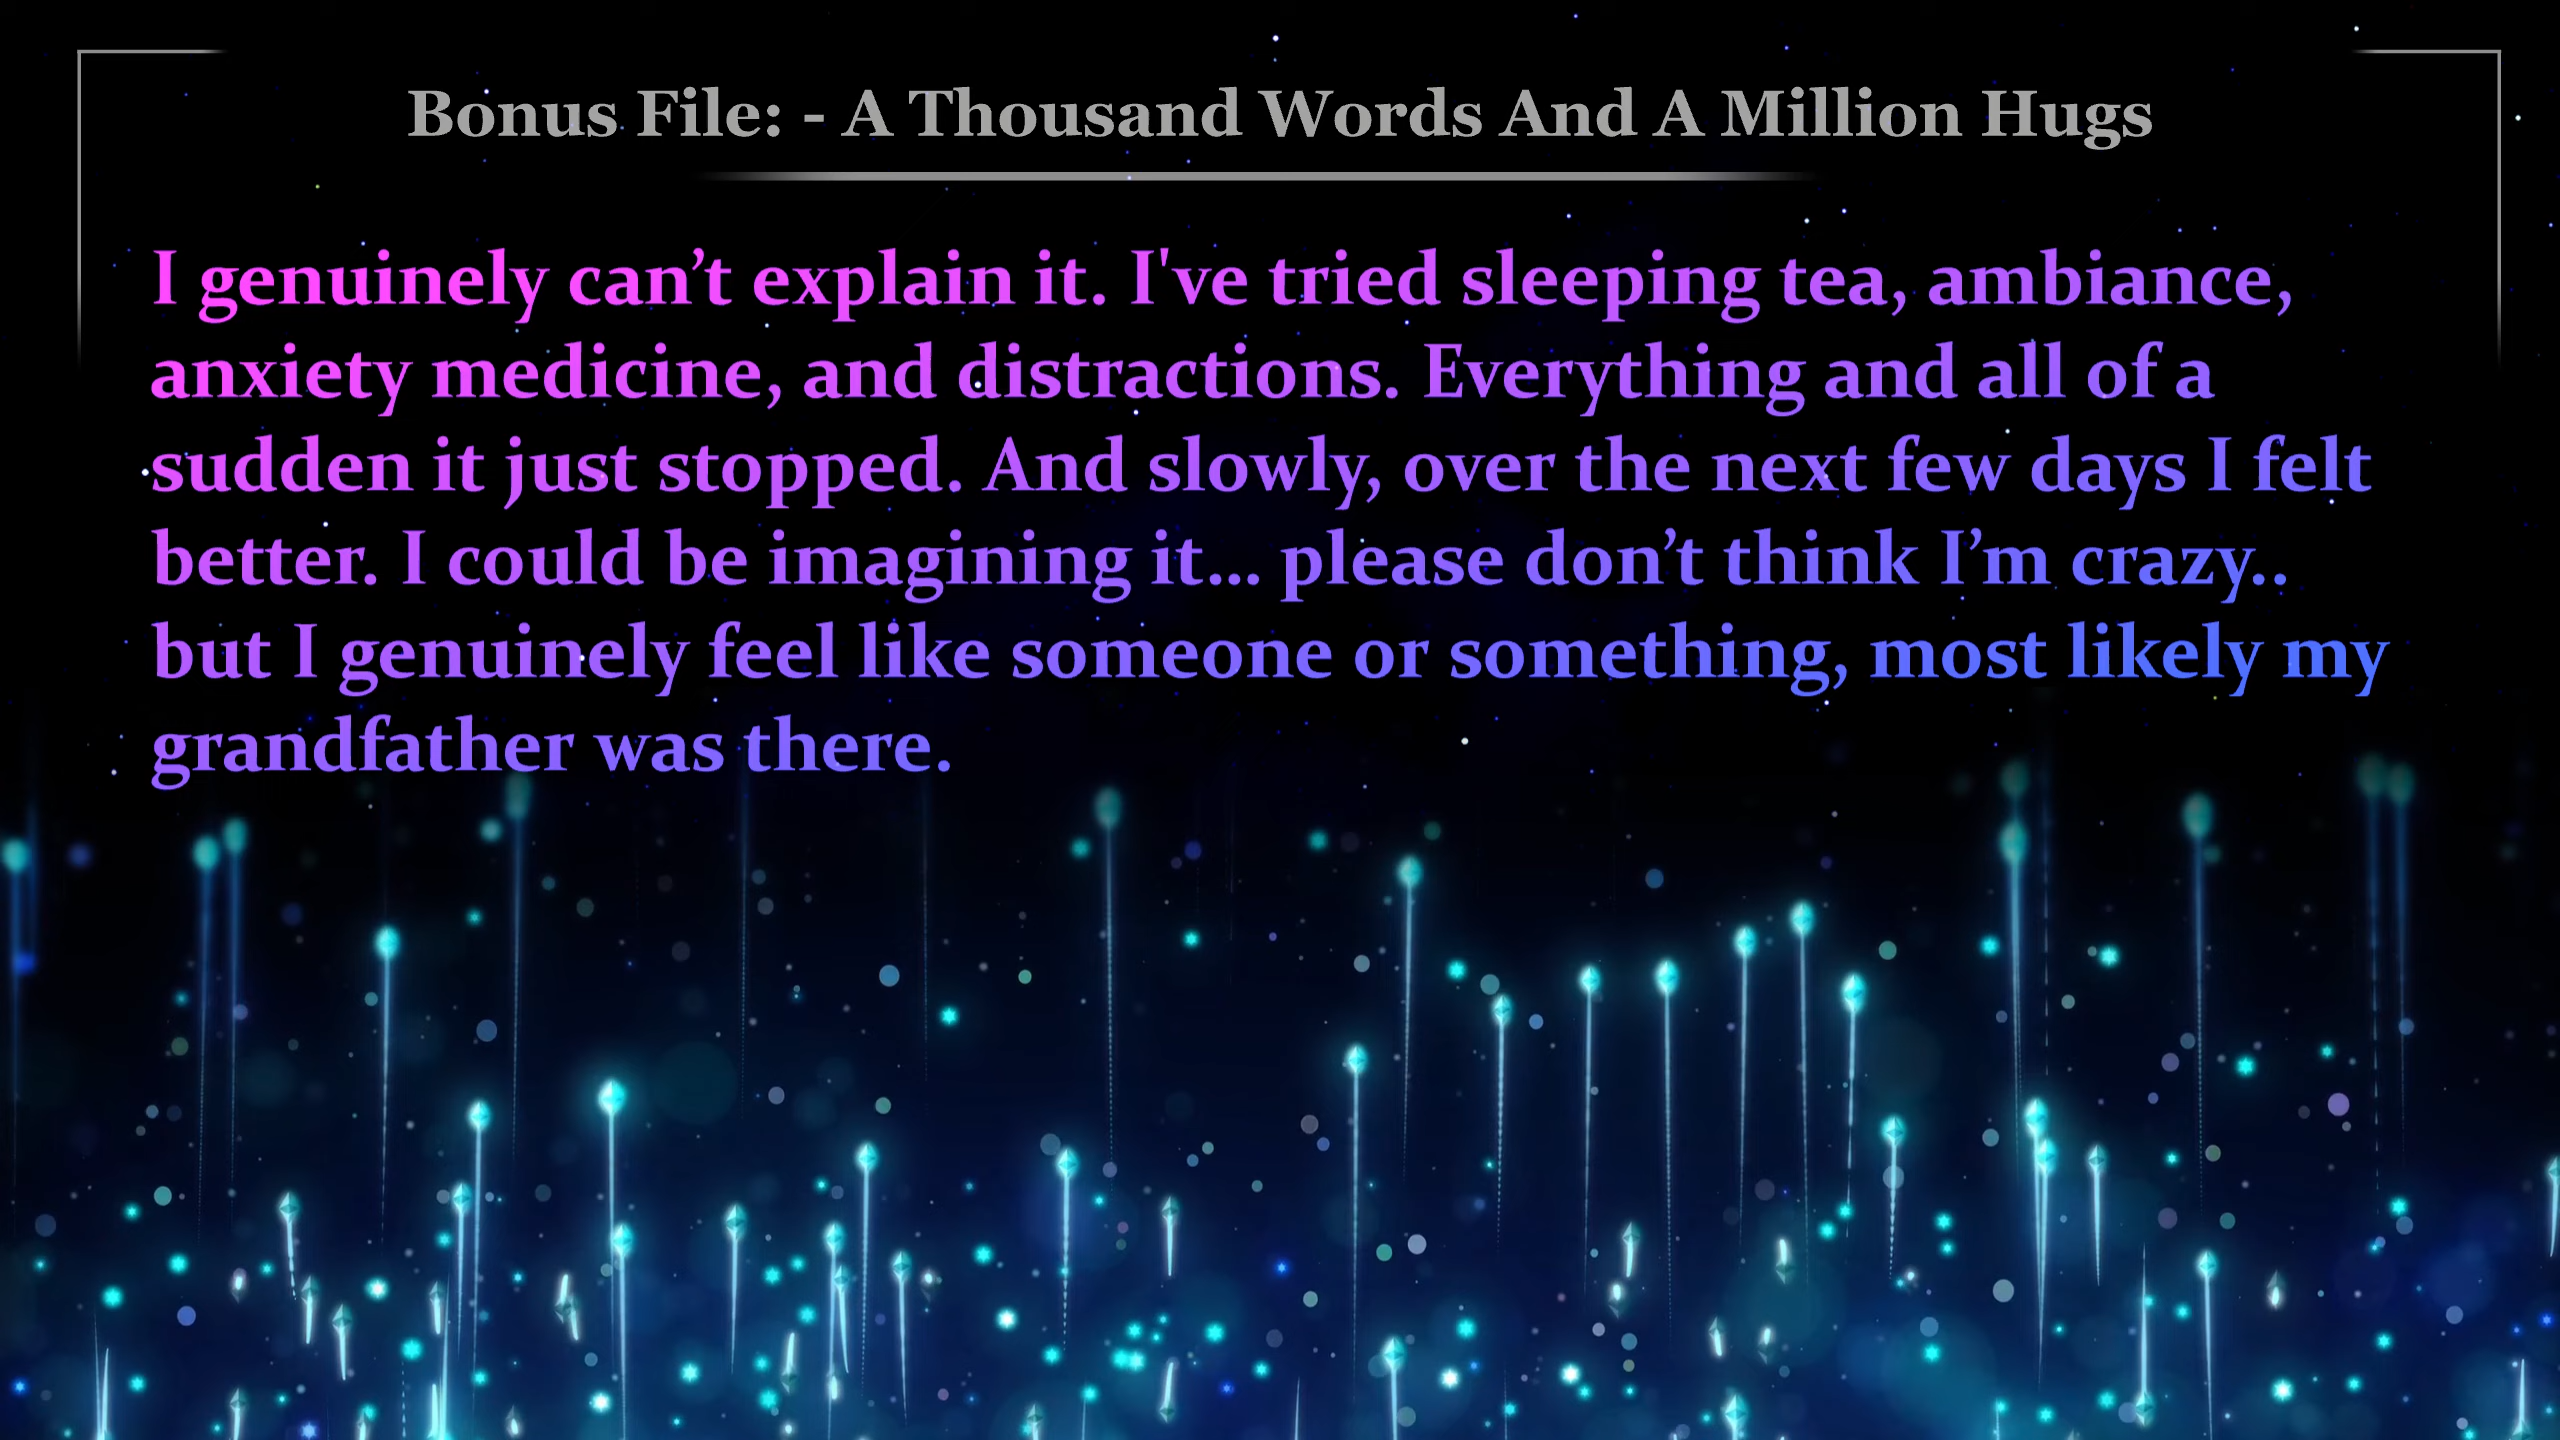 Bonus File: - A Thousand Words And A Million Hugs
I genuinely can’t explain it. I've tried sleeping tea, ambiance,
anxiety medicine, and distractions. Everything and all of a
sudden it just stopped. And slowly, over the next few days I felt
better. I could be imagining it... please don’t think I’m crazy..
but I genuinely feel like someone or something, most likely my
grandfather was there.